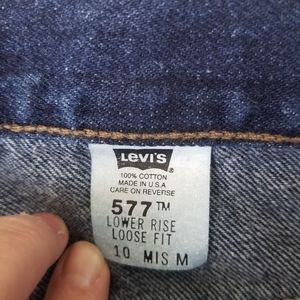 LEVI'S®
100% COTTON
MADE IN U.S.A
CARE ON REVERSE
577™
LOWER RISE
LOOSE FIT
10 MIS M